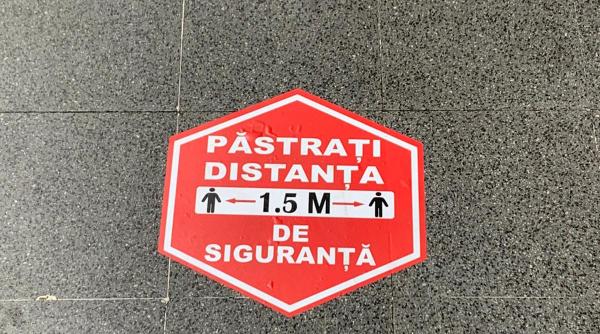 PĂSTRAȚI
DISTANȚA
1.5 M
DE
SIGURANȚĂ